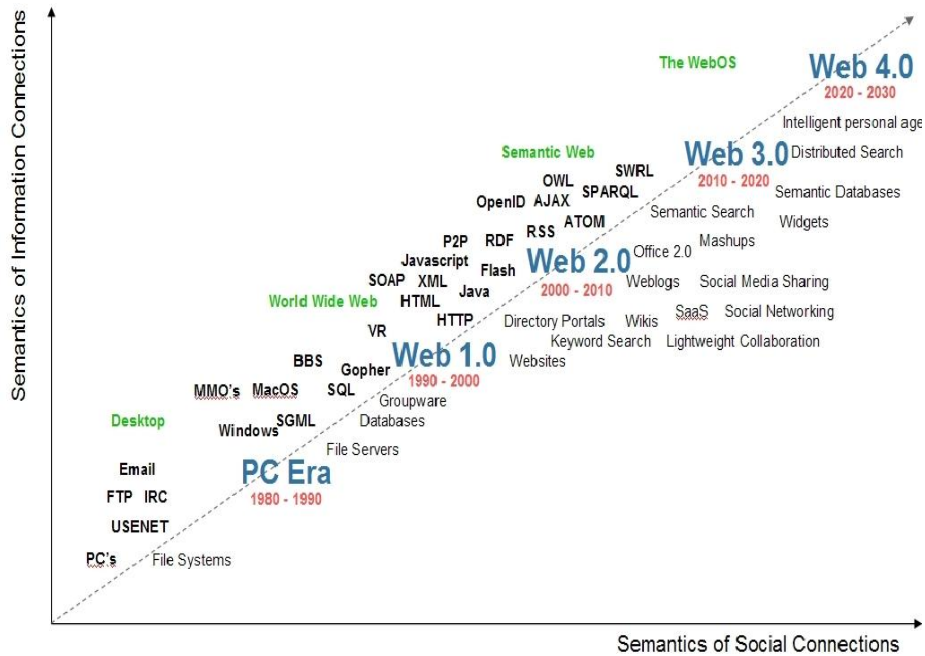 Semantics of Information Connections
The WebOS
Web 4.0
2020 - 2030
Intelligent personal age
Semantic Web
Web 3.0
2010 - 2020
Distributed Search
SWRL
OWL
SPARQL
OpenID
AJAX
Semantic Databases
ATOM
Semantic Search
Widgets
P2P
RDF
RSS
Mashups
Javascript
Web 2.0
2000 - 2010
Office 2.0
SOAP
XML
Flash
Java
Weblogs
Social Media Sharing
World Wide Web
HTML
HTTP
SaaS
Social Networking
VR
Directory Portals
Wikis
Keyword Search
Lightweight Collaboration
BBS
Gopher
Web 1.0
1990 - 2000
Websites
MMO's
MacOS
SQL
Groupware
Desktop
Windows
SGML
Databases
File Servers
Email
PC Era
1980 - 1990
FTP
IRC
USENET
PC's
File Systems
Semantics of Social Connections